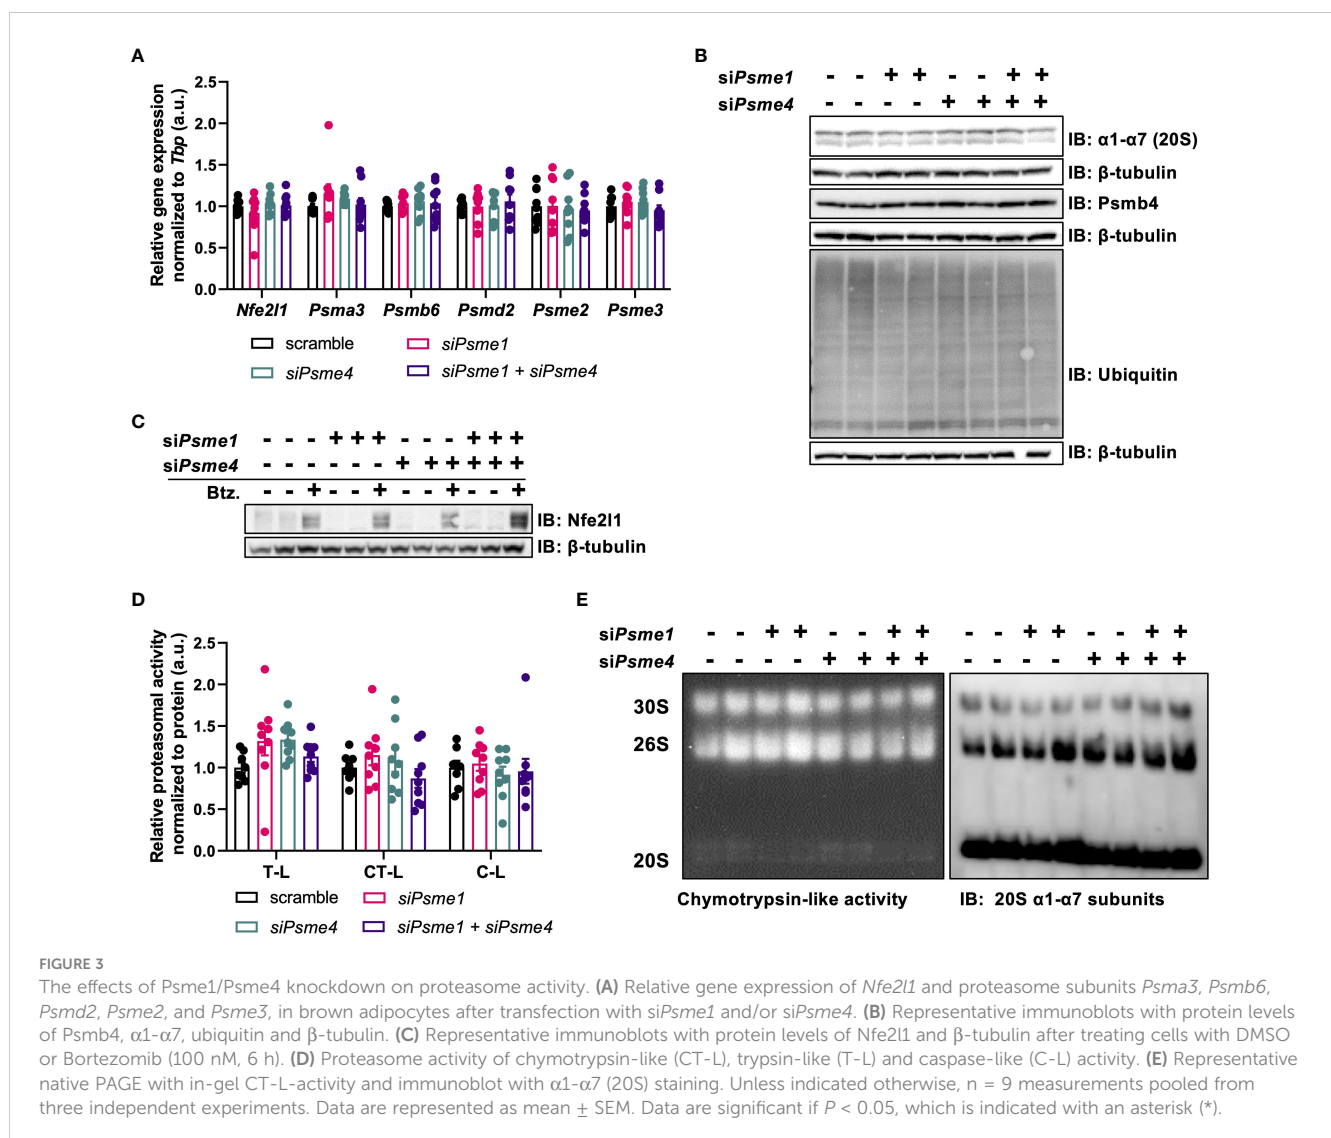 A
Relative gene expression
normalized to Tbp (a.u.)
2.5
2.0
1.5
1.0
0.5
0.0
Nfe2l1 Psma3 Psmb6 Psmd2 Psme2 Psme3
scramble siPsme1
siPsme4 siPsme1 + siPsme4
B
siPsme1 - - + + - - + +
siPsme4 - - - - + + + +
IB: α1-α7 (20S)
IB: β-tubulin
IB: Psmb4
IB: β-tubulin
IB: Ubiquitin
IB: β-tubulin
C
siPsme1 - - - + + + - - - + + +
siPsme4 - - - - - - + + + + + +
Btz. - - + - - + - - + - - +
IB: Nfe2l1
IB: β-tubulin
D
Relative proteasomal activity
normalized to protein (a.u.)
2.5
2.0
1.5
1.0
0.5
0.0
T-L CT-L C-L
scramble siPsme1
siPsme4 siPsme1 + siPsme4
E
siPsme1 - - + + - - + + - - + + - - + +
siPsme4 - - - - + + + + - - - - + + + +
30S
26S
20S
Chymotrypsin-like activity IB: 20S α1-α7 subunits
FIGURE 3
The effects of Psme1/Psme4 knockdown on proteasome activity. (A) Relative gene expression of Nfe2l1 and proteasome subunits Psma3, Psmb6,
Psmd2, Psme2, and Psme3, in brown adipocytes after transfection with siPsme1 and/or siPsme4. (B) Representative immunoblots with protein levels
of Psmb4, α1-α7, ubiquitin and β-tubulin. (C) Representative immunoblots with protein levels of Nfe2l1 and β-tubulin after treating cells with DMSO
or Bortezomib (100 nM, 6 h). (D) Proteasome activity of chymotrypsin-like (CT-L), trypsin-like (T-L) and caspase-like (C-L) activity. (E) Representative
native PAGE with in-gel CT-L-activity and immunoblot with α1-α7 (20S) staining. Unless indicated otherwise, n = 9 measurements pooled from
three independent experiments. Data are represented as mean ± SEM. Data are significant if P < 0.05, which is indicated with an asterisk (*).